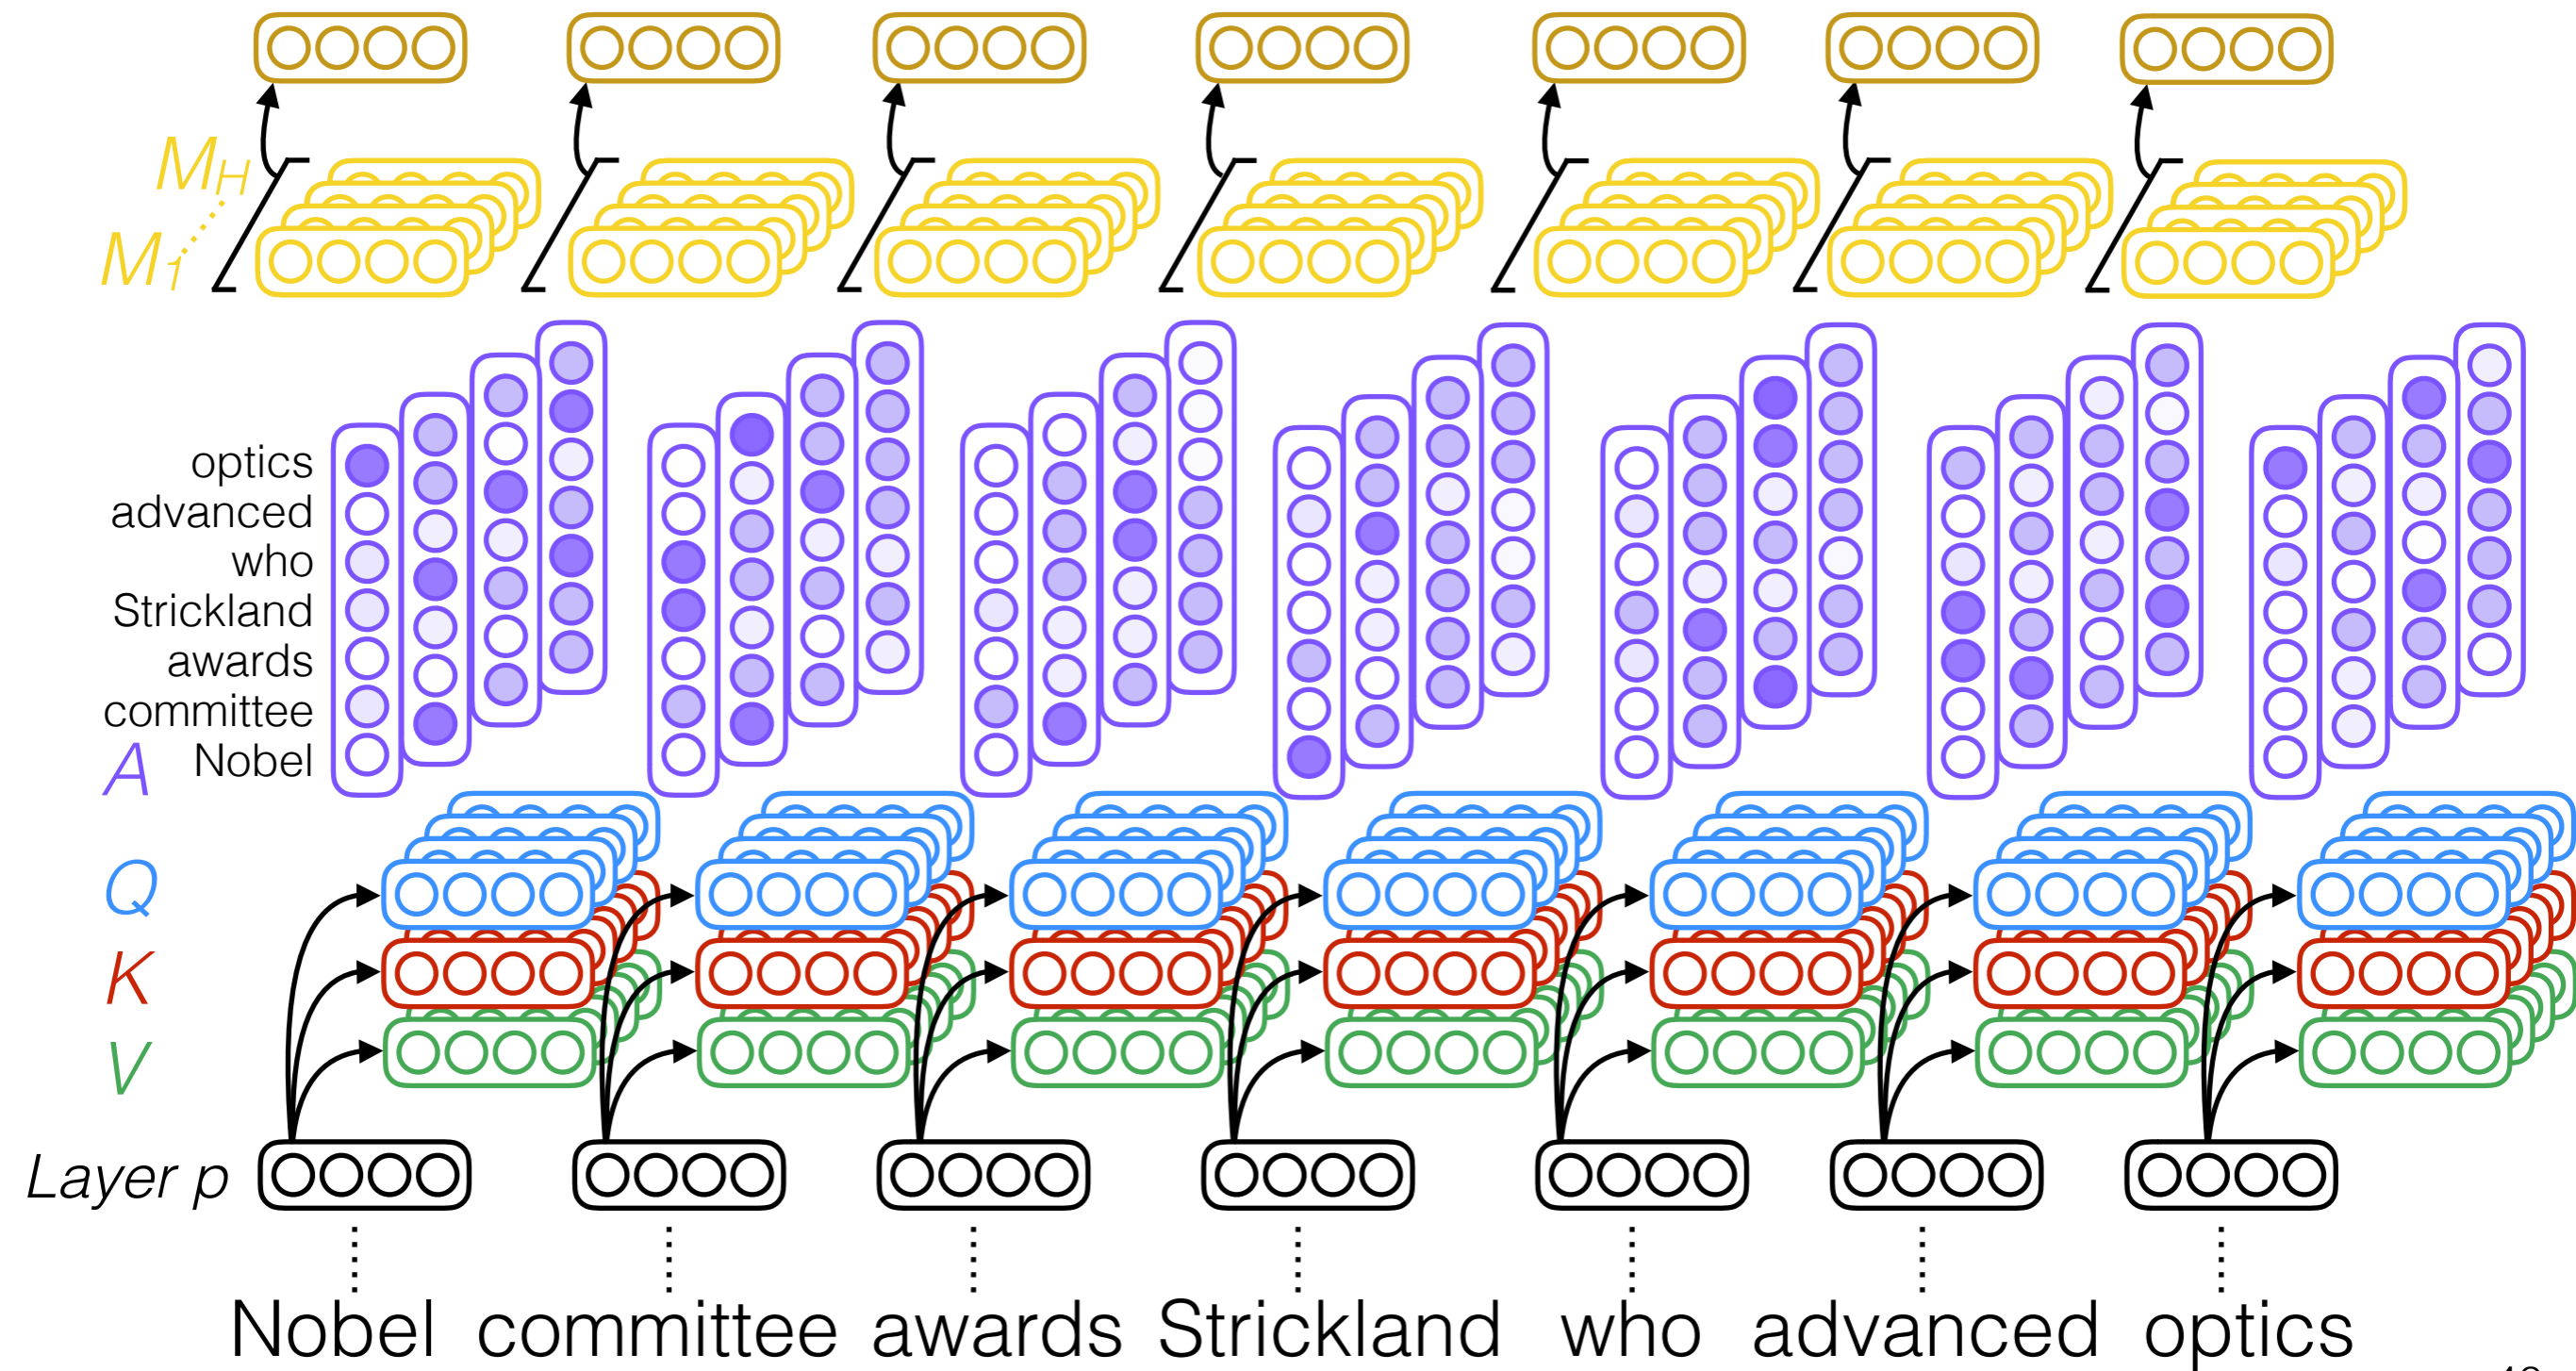 M_H
M_1
optics
advanced
who
Strickland
awards
committee
A Nobel
Q
K
V
Layer p
Nobel committee awards Strickland who advanced optics